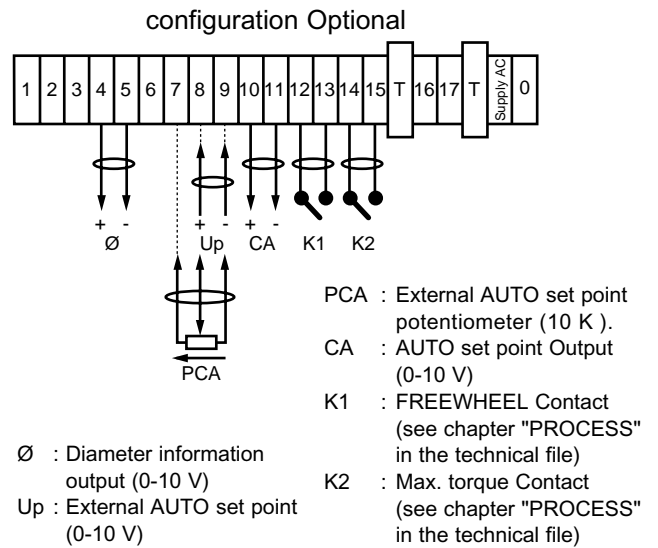 configuration Optional
1 2 3 4 5 6 7 8 9 10 11 12 13 14 15 T 16 17 T Supply AC 0
+ - + - + -
Ø Up CA K1 K2
PCA
PCA : External AUTO set point
potentiometer (10 K ).
CA : AUTO set point Output
(0-10 V)
K1 : FREEWHEEL Contact
(see chapter "PROCESS"
in the technical file)
K2 : Max. torque Contact
(see chapter "PROCESS"
in the technical file)
Ø : Diameter information
output (0-10 V)
Up : External AUTO set point
(0-10 V)